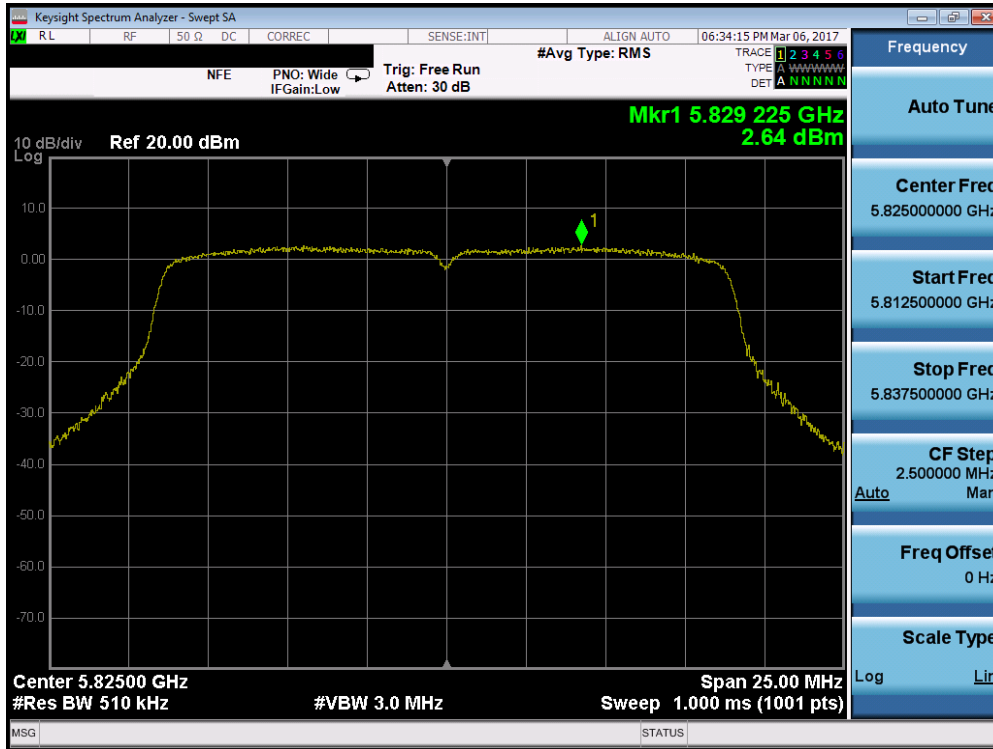 Keysight Spectrum Analyzer - Swept SA
LXI RL RF 50 Ω DC CORREC SENSE:INT ALIGN AUTO 06:34:15 PM Mar 06, 2017
NFE PNO: Wide Trig: Free Run #Avg Type: RMS TRACE 1 2 3 4 5 6
IFGain:Low Atten: 30 dB TYPE A WWWWW
DET A N N N N N
Mkr1 5.829 225 GHz
2.64 dBm
10 dB/div Ref 20.00 dBm
Log
10.0
0.00
-10.0
-20.0
-30.0
-40.0
-50.0
-60.0
-70.0
1
Center 5.82500 GHz Span 25.00 MHz
#Res BW 510 kHz #VBW 3.0 MHz Sweep 1.000 ms (1001 pts)
MSG STATUS
Frequency
Auto Tune
Center Freq
5.825000000 GHz
Start Freq
5.812500000 GHz
Stop Freq
5.837500000 GHz
CF Step
2.500000 MHz
Auto Man
Freq Offset
0 Hz
Scale Type
Log Lin